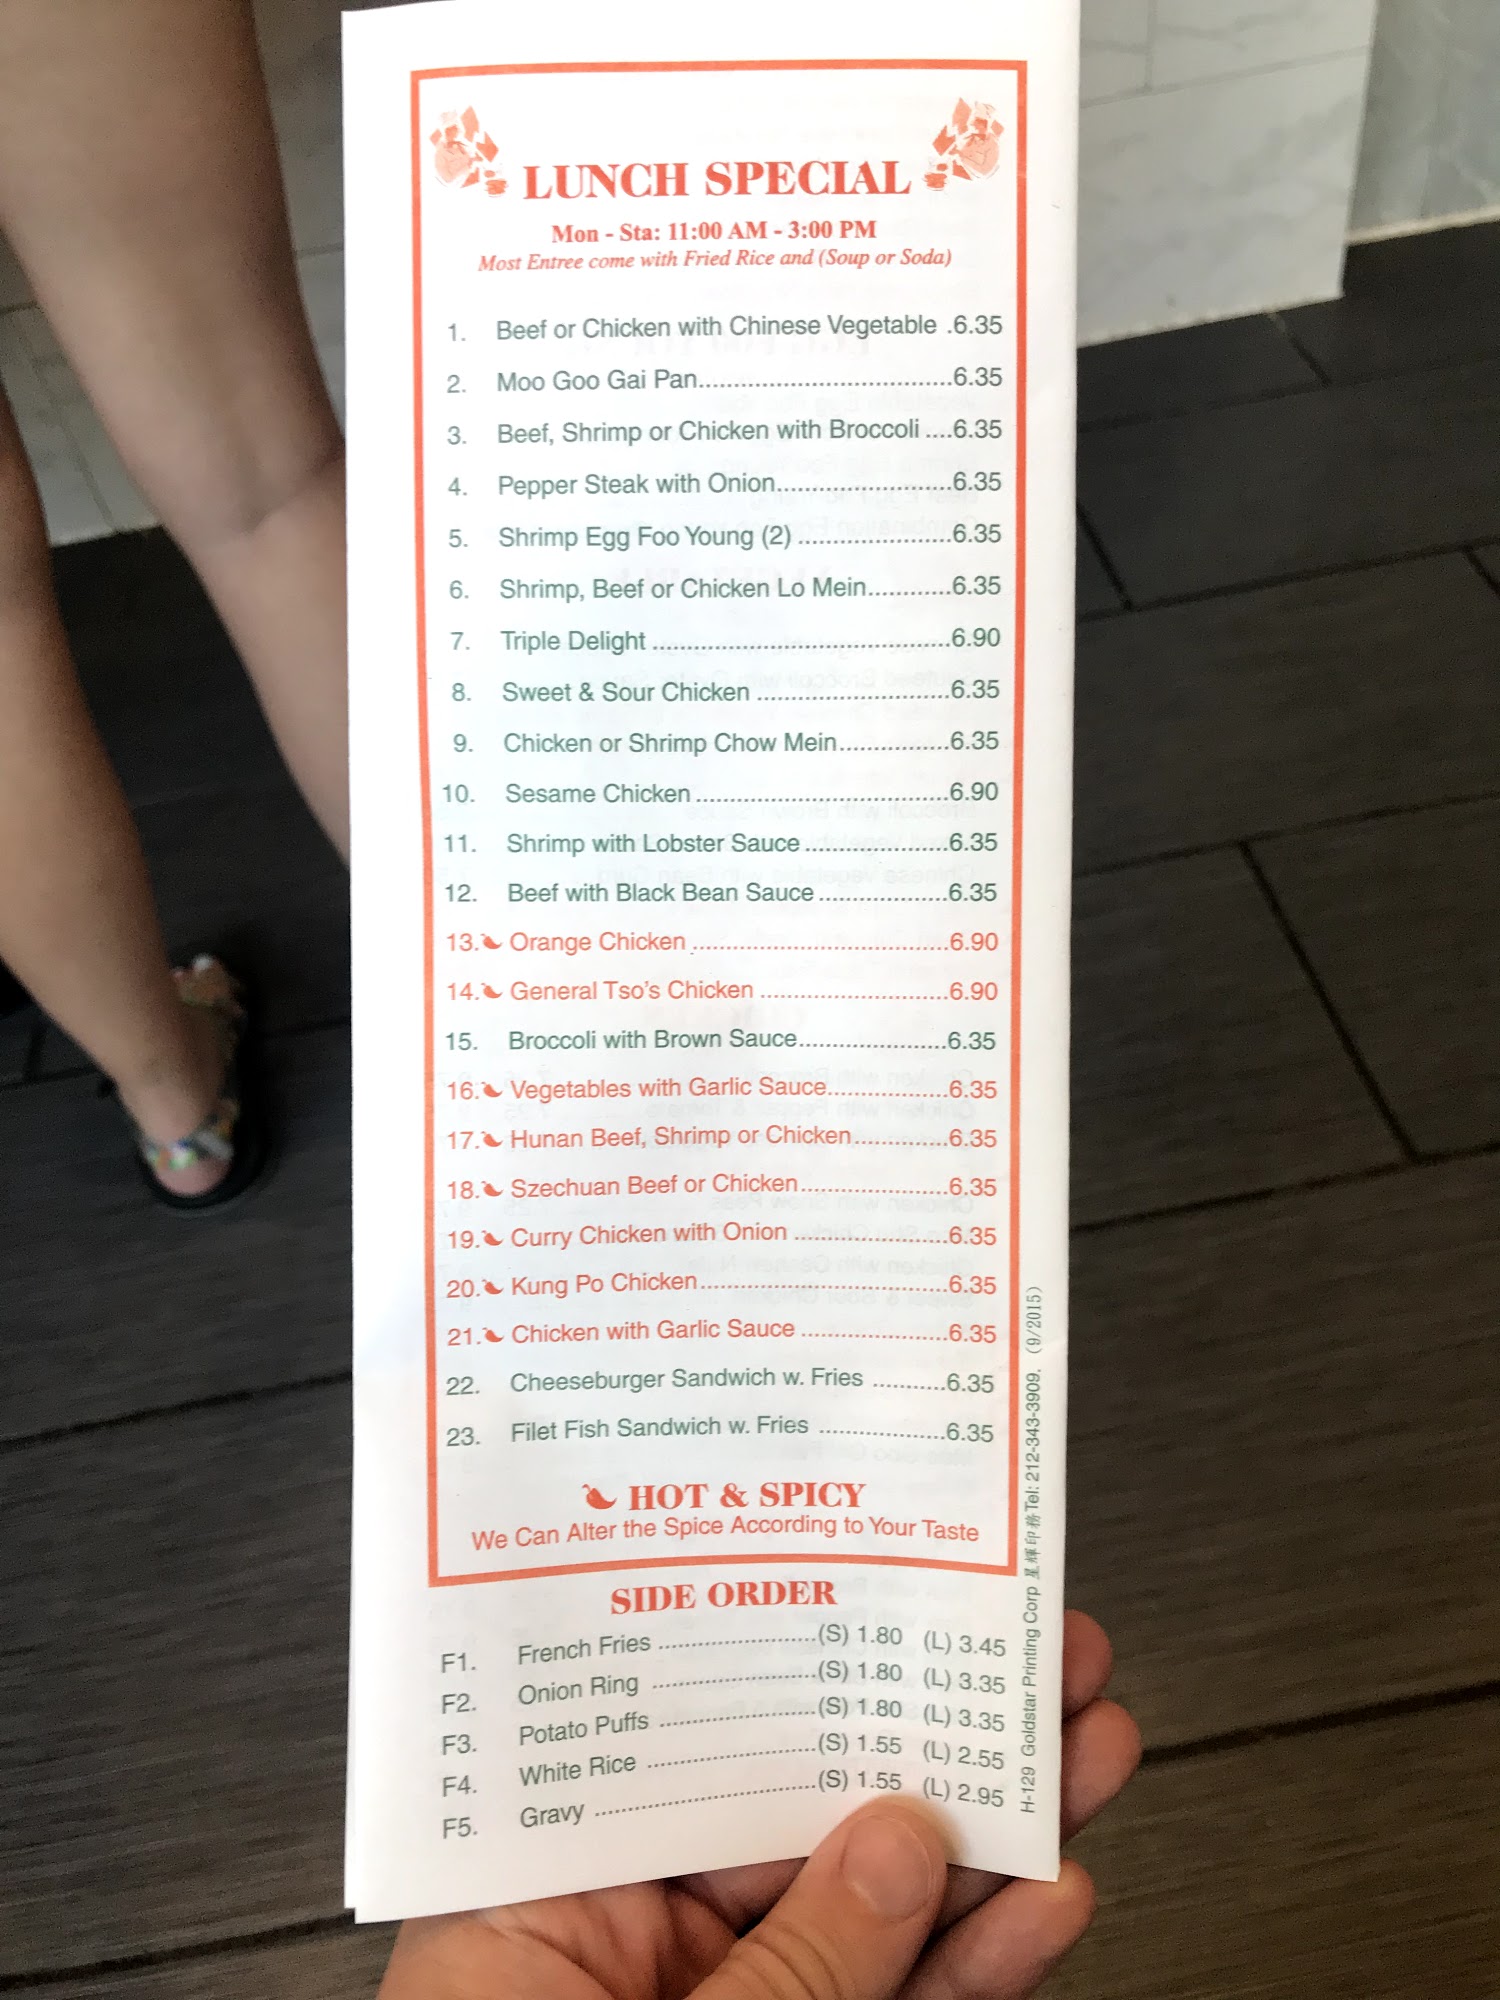 LUNCH SPECIAL
Mon - Sta: 11:00 AM - 3:00 PM
Most Entree come with Fried Rice and (Soup or Soda)
1. Beef or Chicken with Chinese Vegetable .6.35
2. Moo Goo Gai Pan..................................6.35
3. Beef, Shrimp or Chicken with Broccoli ....6.35
4. Pepper Steak with Onion.......................6.35
5. Shrimp Egg Foo Young (2) .....................6.35
6. Shrimp, Beef or Chicken Lo Mein............6.35
7. Triple Delight ........................................6.90
8. Sweet & Sour Chicken ..........................6.35
9. Chicken or Shrimp Chow Mein...............6.35
10. Sesame Chicken ..................................6.90
11. Shrimp with Lobster Sauce ...................6.35
12. Beef with Black Bean Sauce ..................6.35
13. Orange Chicken ...................................6.90
14. General Tso's Chicken ..........................6.90
15. Broccoli with Brown Sauce....................6.35
16. Vegetables with Garlic Sauce................6.35
17. Hunan Beef, Shrimp or Chicken.............6.35
18. Szechuan Beef or Chicken....................6.35
19. Curry Chicken with Onion .....................6.35
20. Kung Po Chicken..................................6.35
21. Chicken with Garlic Sauce ....................6.35
22. Cheeseburger Sandwich w. Fries ..........6.35
23. Filet Fish Sandwich w. Fries .................6.35
HOT & SPICY
We Can Alter the Spice According to Your Taste
SIDE ORDER
F1. French Fries ......................(S) 1.80 (L) 3.45
F2. Onion Ring .......................(S) 1.80 (L) 3.35
F3. Potato Puffs ......................(S) 1.80 (L) 3.35
F4. White Rice ........................(S) 1.55 (L) 2.55
F5. Gravy ...............................(S) 1.55 (L) 2.95
H-129 Goldstar Printing Corp 星輝印務 Tel: 212-343-3909. (9/2015)